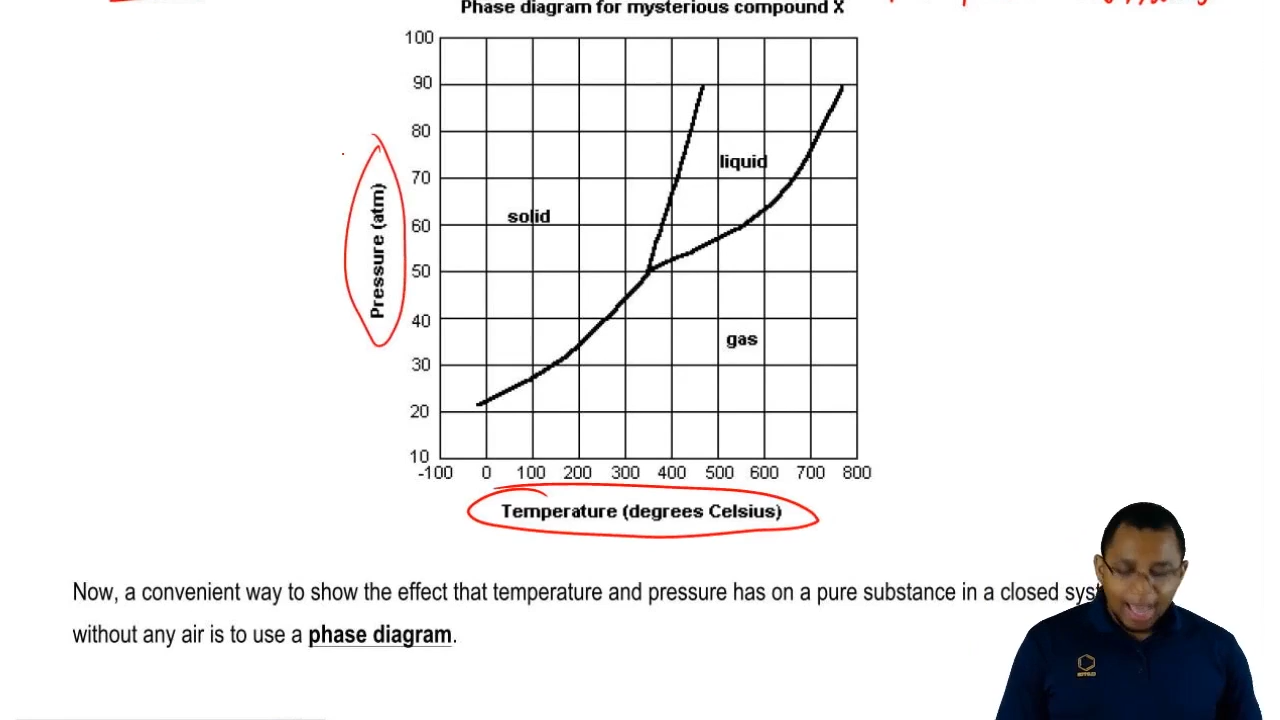 Phase diagram for mysterious compound X
100
90
80
70
60
50
40
30
20
10
Pressure (atm)
solid
liquid
gas
-100 0 100 200 300 400 500 600 700 800
Temperature (degrees Celsius)
Now, a convenient way to show the effect that temperature and pressure has on a pure substance in a closed
without any air is to use a phase diagram.